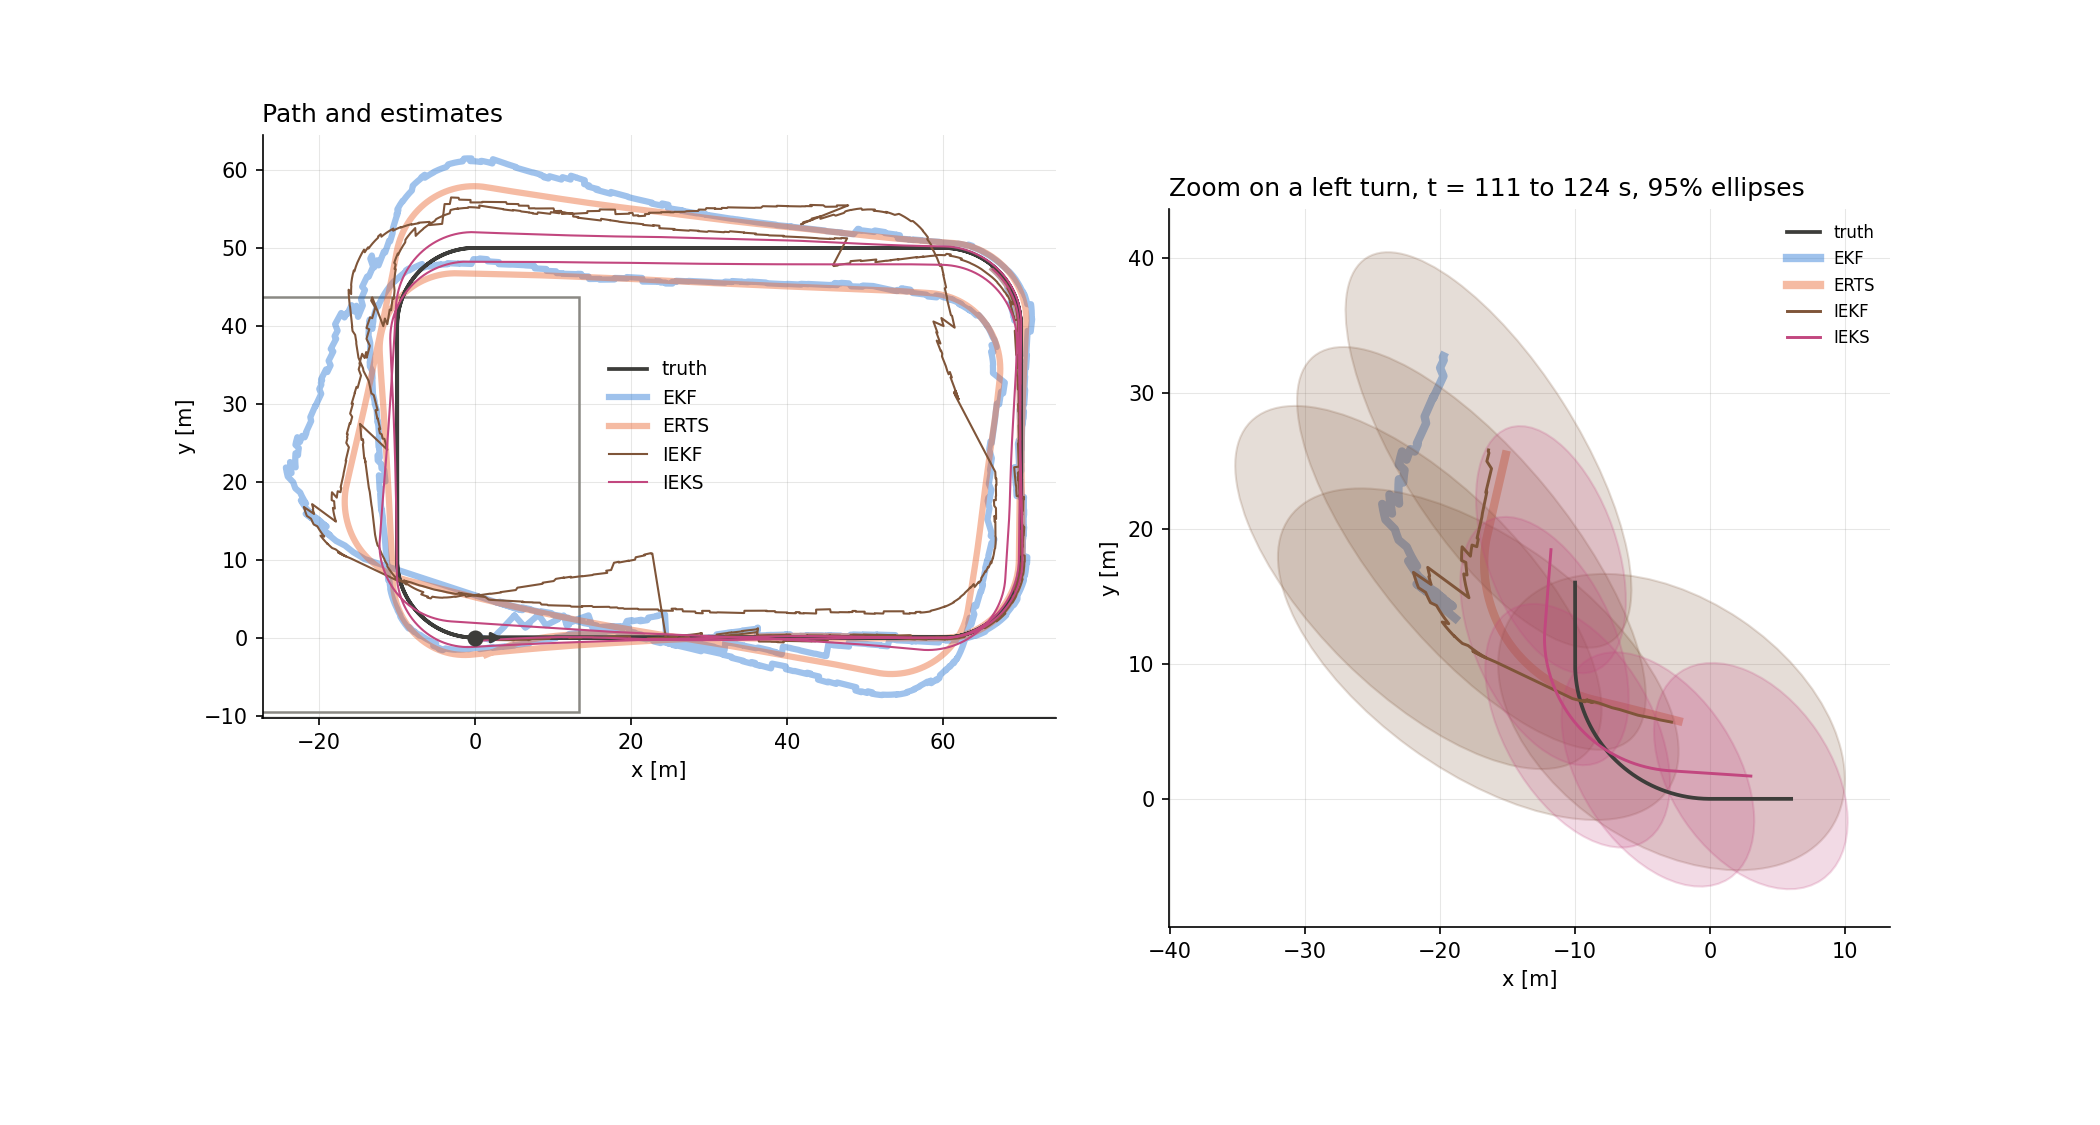 Path and estimates
60
50
40
30
20
10
0
−10
y [m]
truth
EKF
ERTS
IEKF
IEKS
−20
0
20
40
60
x [m]
Zoom on a left turn, t = 111 to 124 s, 95% ellipses
truth
EKF
ERTS
IEKF
IEKS
40
30
20
10
0
y [m]
−40
−30
−20
−10
0
10
x [m]